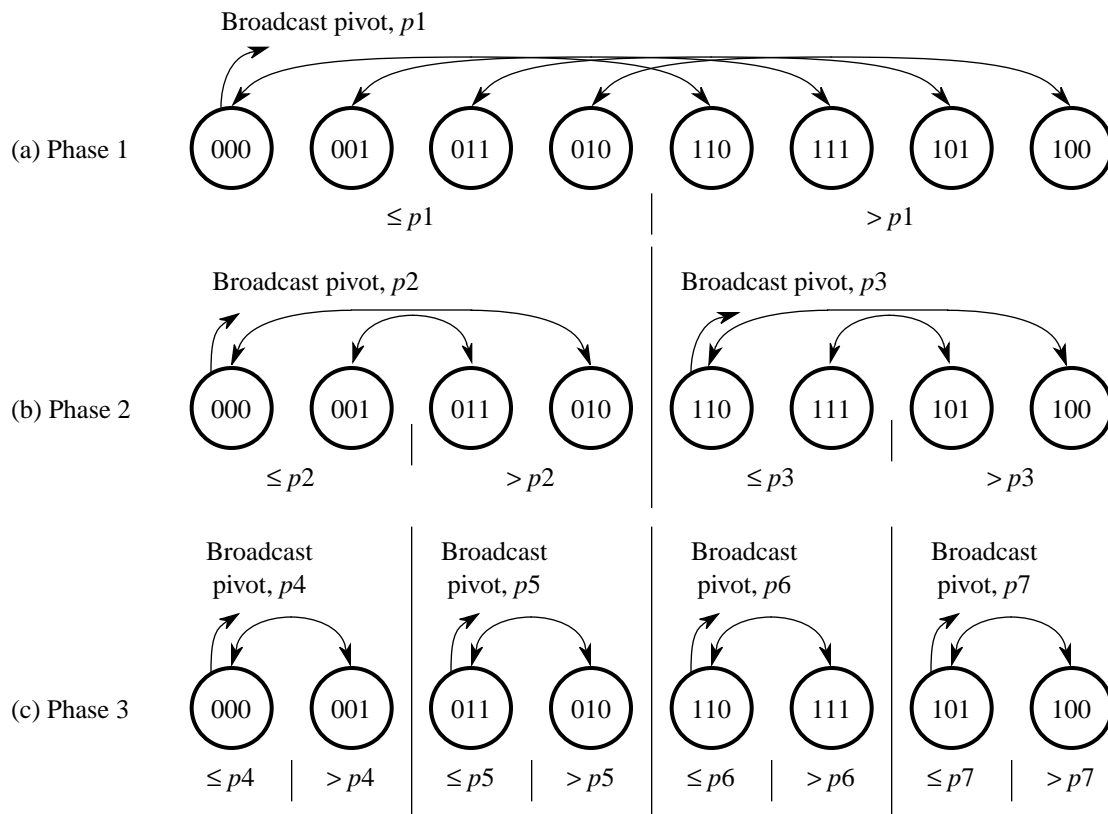 Broadcast pivot, p1
(a) Phase 1
000 001 011 010 110 111 101 100
≤ p1 > p1
Broadcast pivot, p2 Broadcast pivot, p3
(b) Phase 2
000 001 011 010 110 111 101 100
≤ p2 > p2 ≤ p3 > p3
Broadcast Broadcast Broadcast Broadcast
pivot, p4 pivot, p5 pivot, p6 pivot, p7
(c) Phase 3
000 001 011 010 110 111 101 100
≤ p4 > p4 ≤ p5 > p5 ≤ p6 > p6 ≤ p7 > p7